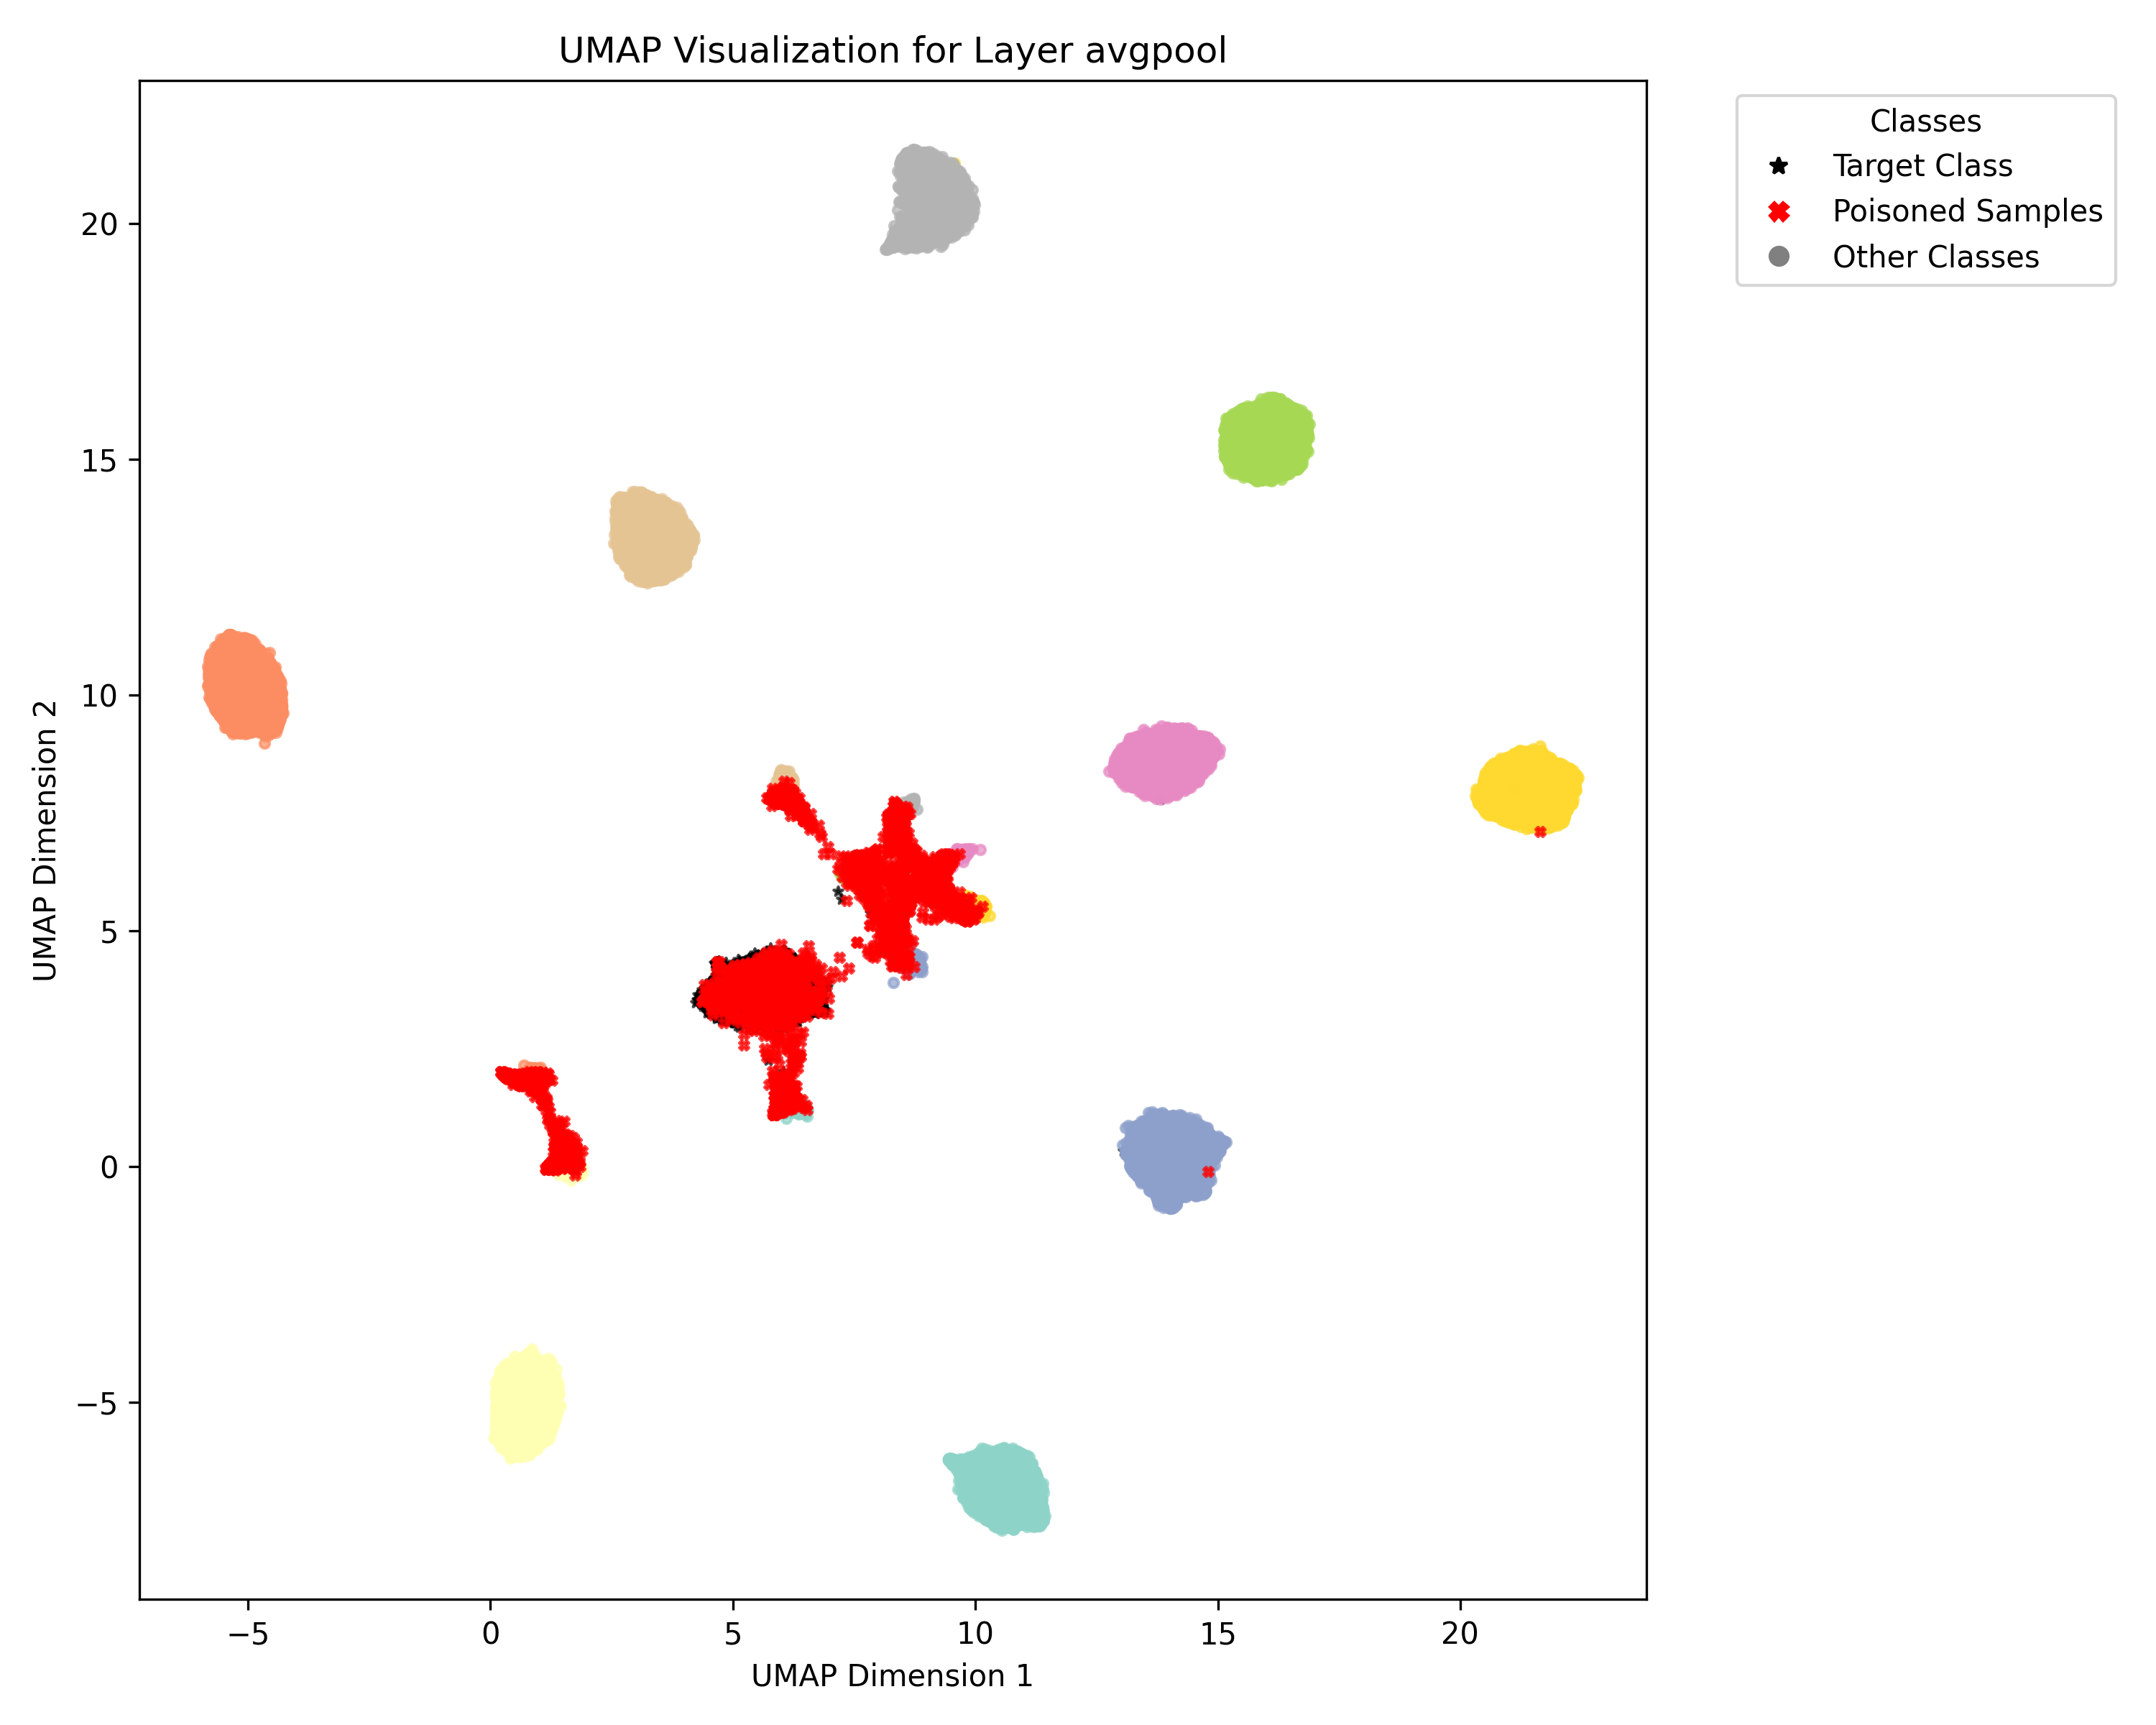 UMAP Visualization for Layer avgpool
Classes
Target Class
Poisoned Samples
Other Classes
20
15
10
5
0
−5
UMAP Dimension 2
−5
0
5
10
15
20
UMAP Dimension 1